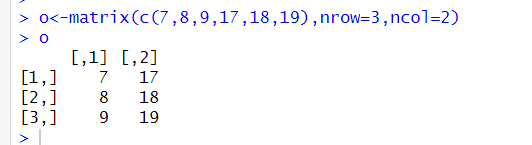 > o<-matrix(c(7,8,9,17,18,19),nrow=3,ncol=2)
> o
     [,1] [,2]
[1,]    7   17
[2,]    8   18
[3,]    9   19
>